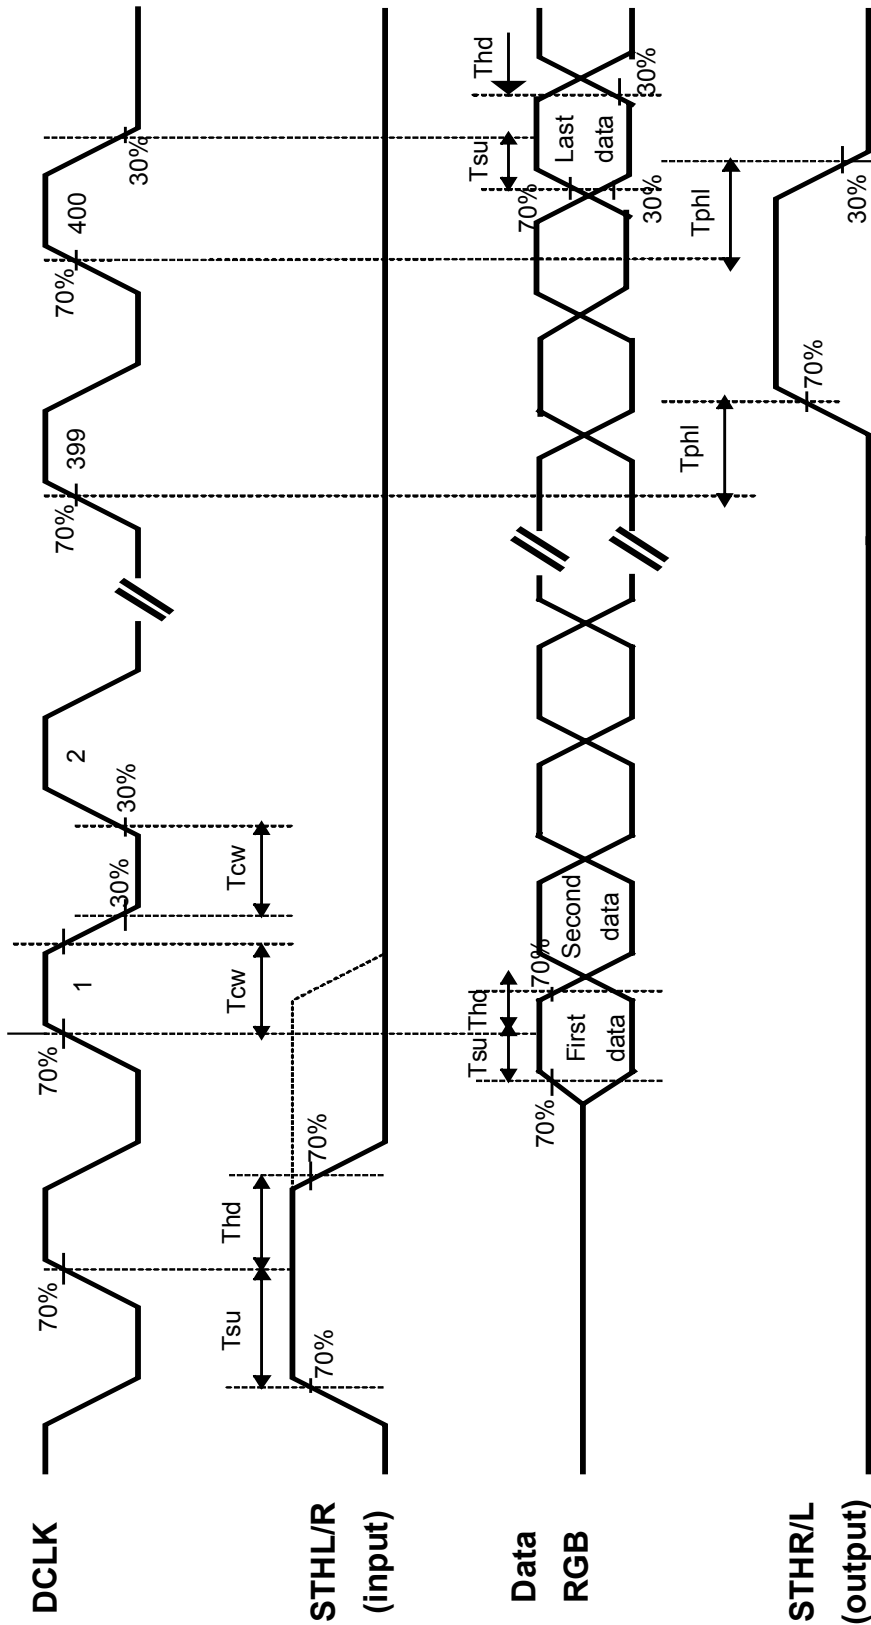 DCLK
70%
70%
1
2
70%
399
70%
400
30%
30%
30%
Tcw
Tcw
STHL/R
(input)
Tsu
Thd
70%
70%
Data
RGB
Tsu
Thd
70%
70%
First
data
Second
data
Tsu
Thd
70%
30%
Last
data
30%
STHR/L
(output)
Tphl
Tphl
70%
30%